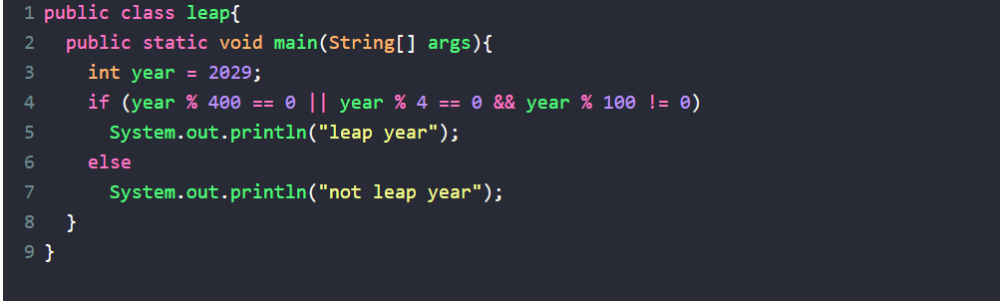 1 public class leap{
2   public static void main(String[] args){
3     int year = 2029;
4     if (year % 400 == 0 || year % 4 == 0 && year % 100 != 0)
5       System.out.println("leap year");
6     else
7       System.out.println("not leap year");
8   }
9 }